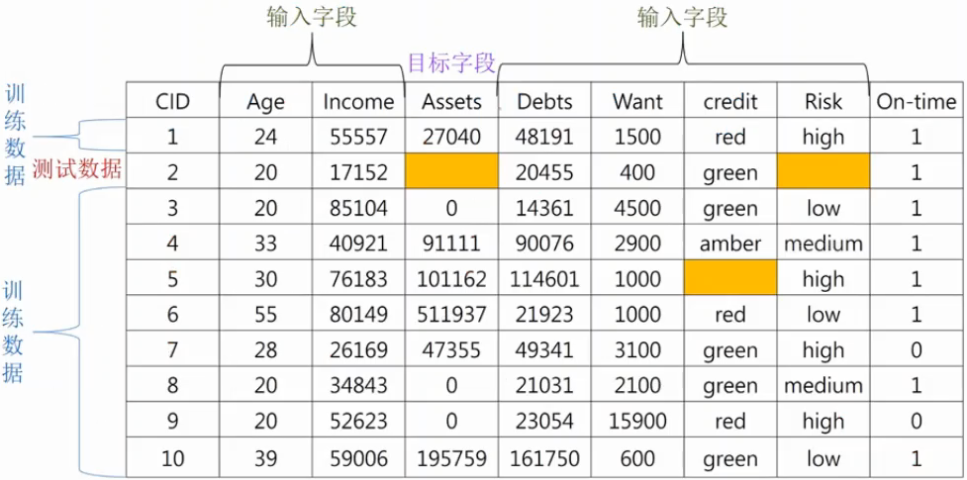 输入字段 输入字段
目标字段
训练数据
测试数据
训练数据
CID Age Income Assets Debts Want credit Risk On-time
1 24 55557 27040 48191 1500 red high 1
2 20 17152 20455 400 green 1
3 20 85104 0 14361 4500 green low 1
4 33 40921 91111 90076 2900 amber medium 1
5 30 76183 101162 114601 1000 high 1
6 55 80149 511937 21923 1000 red low 1
7 28 26169 47355 49341 3100 green high 0
8 20 34843 0 21031 2100 green medium 1
9 20 52623 0 23054 15900 red high 0
10 39 59006 195759 161750 600 green low 1